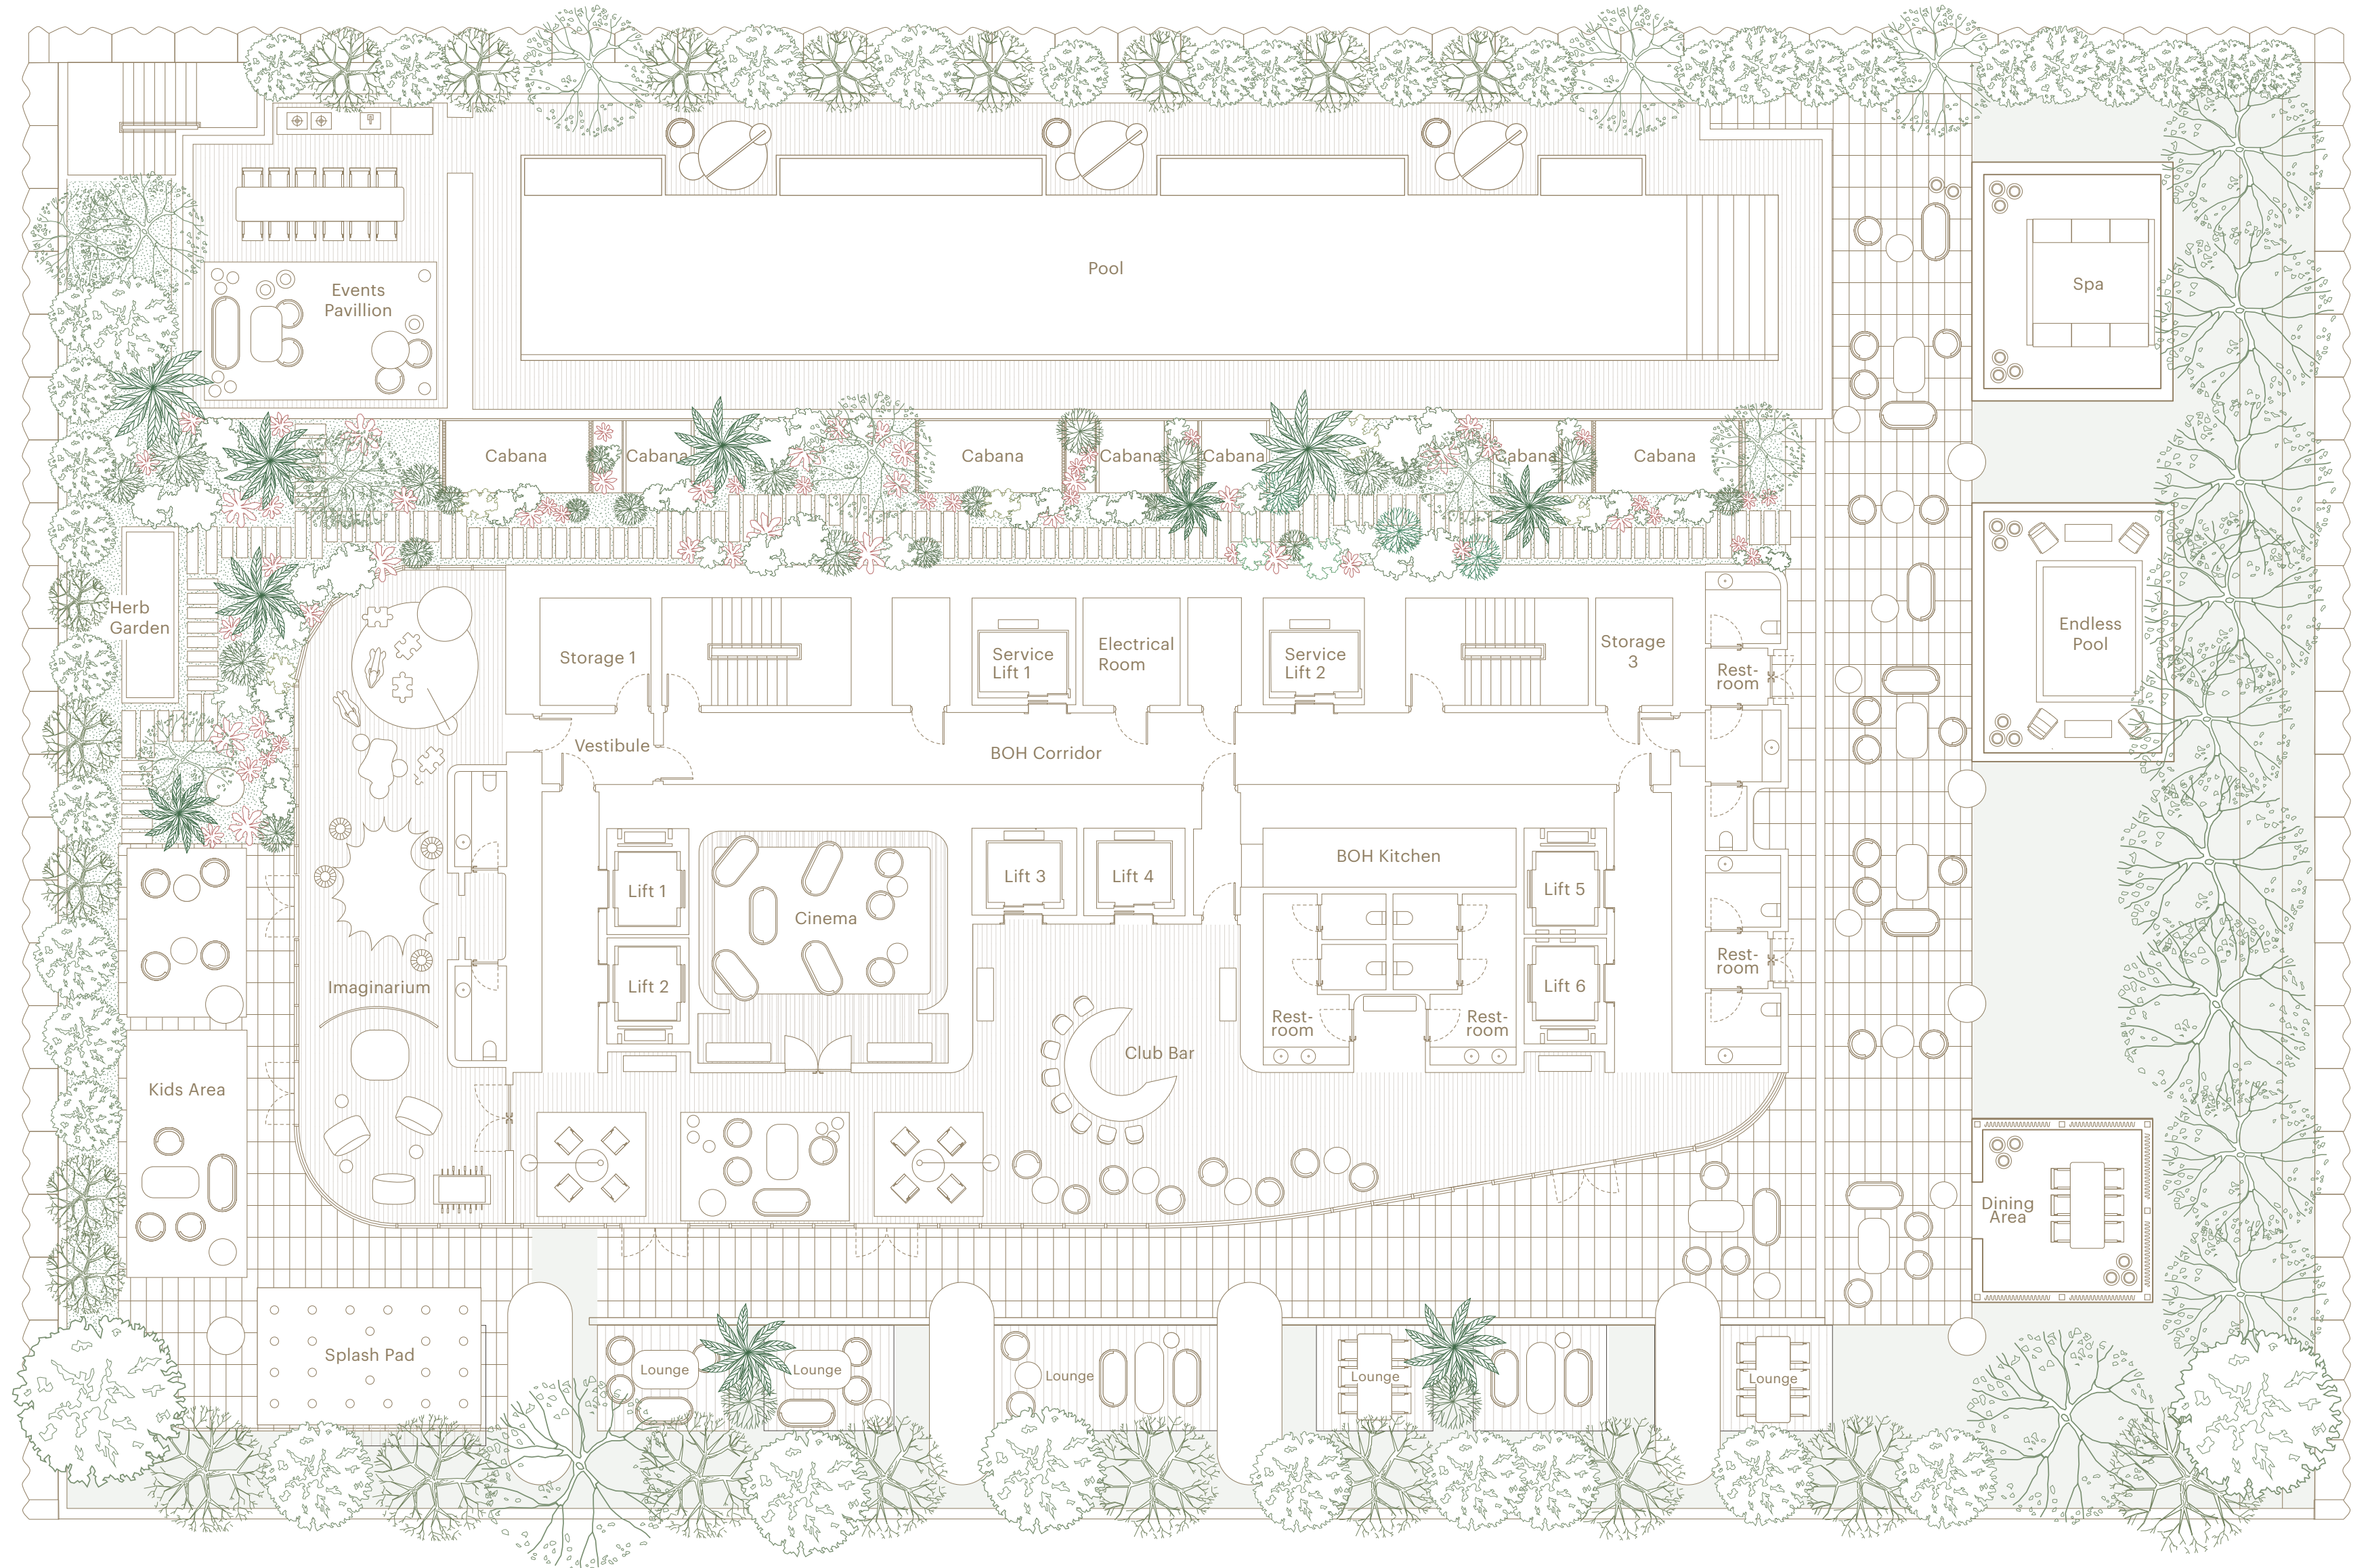 Pool
Events
Pavillion
Spa
Cabana
Cabana
Cabana
Cabana
Cabana
Cabana
Cabana
Herb
Garden
Storage 1
Service
Lift 1
Electrical
Room
Service
Lift 2
Storage
3
Rest-
room
Endless
Pool
Vestibule
BOH Corridor
BOH Kitchen
Lift 1
Cinema
Lift 3
Lift 4
Lift 5
Imaginarium
Lift 2
Lift 6
Rest-
room
Rest-
room
Rest-
room
Club Bar
Kids Area
Dining
Area
Splash Pad
Lounge
Lounge
Lounge
Lounge
Lounge